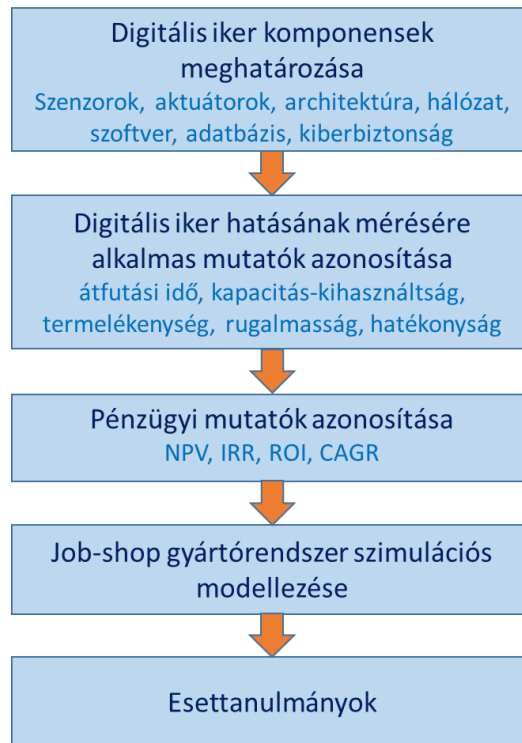 Digitális iker komponensek
meghatározása
Szenzorok, aktuátorok, architektúra, hálózat,
szoftver, adatbázis, kiberbiztonság
Digitális iker hatásának mérésére
alkalmas mutatók azonosítása
átfutási idő, kapacitás-kihasználtság,
termelékenység, rugalmasság, hatékonyság
Pénzügyi mutatók azonosítása
NPV, IRR, ROI, CAGR
Job-shop gyártórendszer szimulációs
modellezése
Esettanulmányok